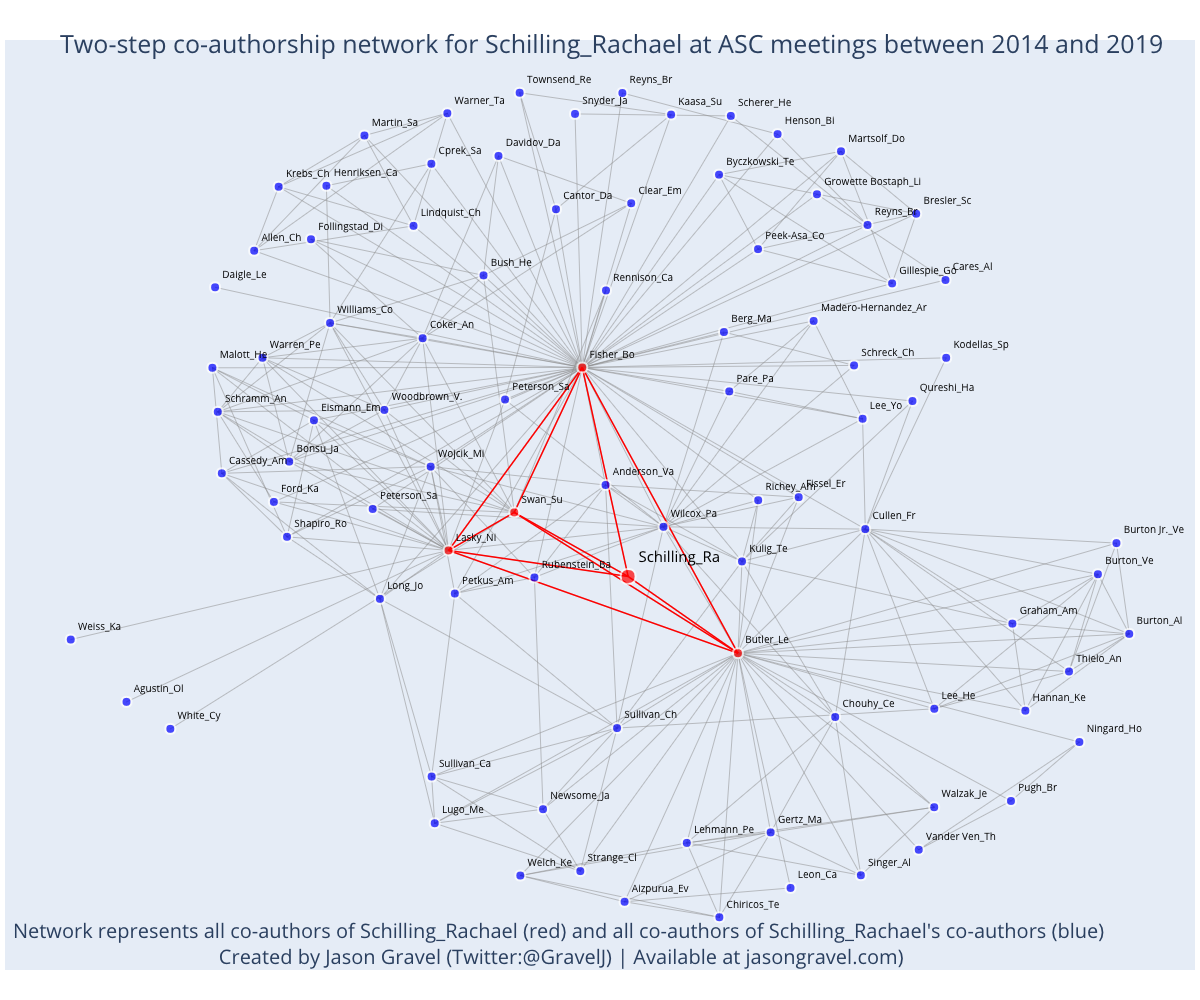 Two-step co-authorship network for Schilling_Rachael at ASC meetings between 2014 and 2019
Townsend_Re
Reyns_Br
Warner_Ta
Snyder_Ja
Kaasa_Su
Scherer_He
Martin_Sa
Henson_Bi
Cprek_Sa
Davidov_Da
Martsolf_Do
Krebs_Ch
Henriksen_Ca
Byczkowski_Te
Cantor_Da
Clear_Em
Growette Bostaph_Li
Lindquist_Ch
Reyns_Br
Bresler_Sc
Allen_Ch
Follingstad_Di
Peek-Asa_Co
Daigle_Le
Bush_He
Rennison_Ca
Gillespie_Go
Cares_Al
Williams_Co
Coker_An
Berg_Ma
Madero-Hernandez_Ar
Malott_He
Warren_Pe
Fisher_Bo
Schreck_Ch
Kodellas_Sp
Schramm_An
Eismann_Em
Woodbrown_V.
Peterson_Sa
Pare_Pa
Lee_Yo
Qureshi_Ha
Cassedy_Am
Bonsu_Ja
Wojcik_Mi
Anderson_Va
Ford_Ka
Peterson_Sa
Swan_Su
Wilcox_Pa
Richey_Am
Fissel_Er
Shapiro_Ro
Lasky_Ni
Cullen_Fr
Burton Jr._Ve
Schilling_Ra
Kulig_Te
Rubenstein_Ba
Burton_Ve
Long_Jo
Petkus_Am
Graham_Am
Burton_Al
Weiss_Ka
Butler_Le
Thielo_An
Agustin_Ol
White_Cy
Sullivan_Ch
Chouhy_Ce
Lee_He
Hannan_Ke
Ningard_Ho
Sullivan_Ca
Newsome_Ja
Walzak_Je
Pugh_Br
Lugo_Me
Lehmann_Pe
Gertz_Ma
Vander Ven_Th
Welch_Ke
Strange_Cl
Singer_Al
Aizpurua_Ev
Leon_Ca
Chiricos_Te
Network represents all co-authors of Schilling_Rachael (red) and all co-authors of Schilling_Rachael's co-authors (blue)
Created by Jason Gravel (Twitter:@GravelJ) | Available at jasongravel.com)